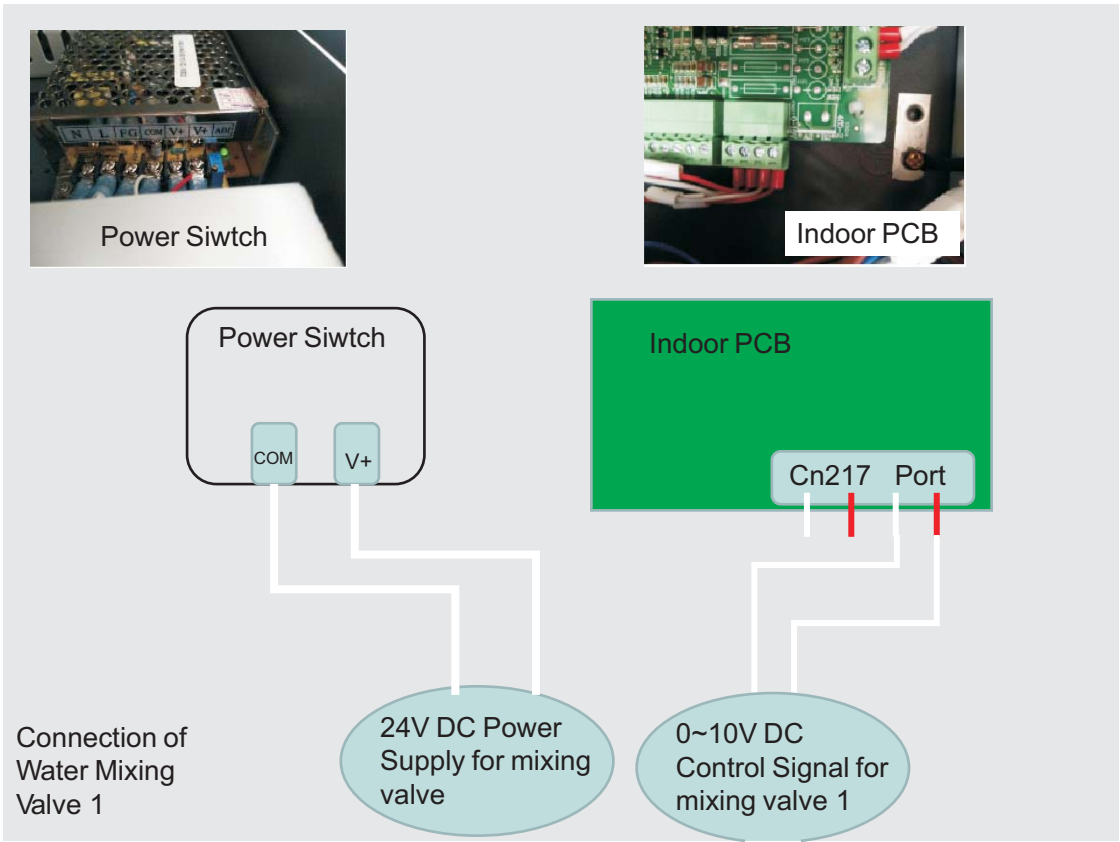 N L FG COM V+ V+ ADJ
Power Siwtch
Indoor PCB
Power Siwtch
COM
V+
Indoor PCB
Cn217 Port
Connection of
Water Mixing
Valve 1
24V DC Power
Supply for mixing
valve
0~10V DC
Control Signal for
mixing valve 1